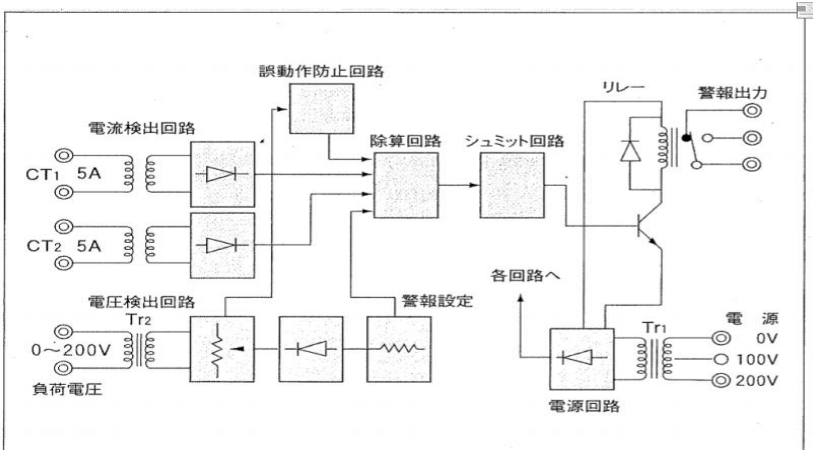 誤動作防止回路
リレー
警報出力
電流検出回路
除算回路
シュミット回路
CT₁ 5A
CT₂ 5A
各回路へ
電圧検出回路
警報設定
Tr₂
Tr₁
電 源
0V
0～200V
100V
200V
負荷電圧
電源回路